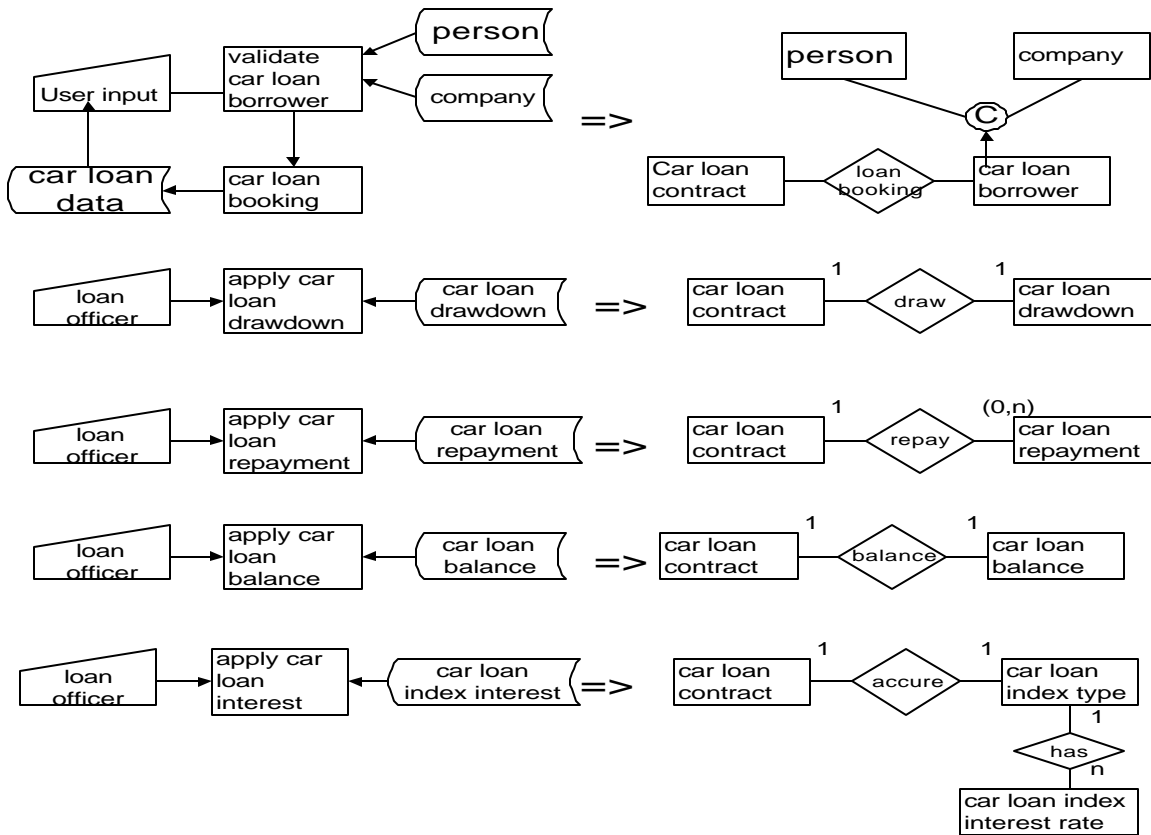 person
company
validate
car loan
borrower
User input
car loan
data
car loan
booking
=>
person
company
C
Car loan
contract
loan
booking
car loan
borrower
loan
officer
apply car
loan
drawdown
car loan
drawdown
=>
car loan
contract
1
draw
1
car loan
drawdown
loan
officer
apply car
loan
repayment
car loan
repayment
=>
car loan
contract
1
repay
(0,n)
car loan
repayment
loan
officer
apply car
loan
balance
car loan
balance
=>
car loan
contract
1
balance
1
car loan
balance
loan
officer
apply car
loan
interest
car loan
index interest
=>
car loan
contract
1
accure
1
car loan
index type
1
has
n
car loan index
interest rate